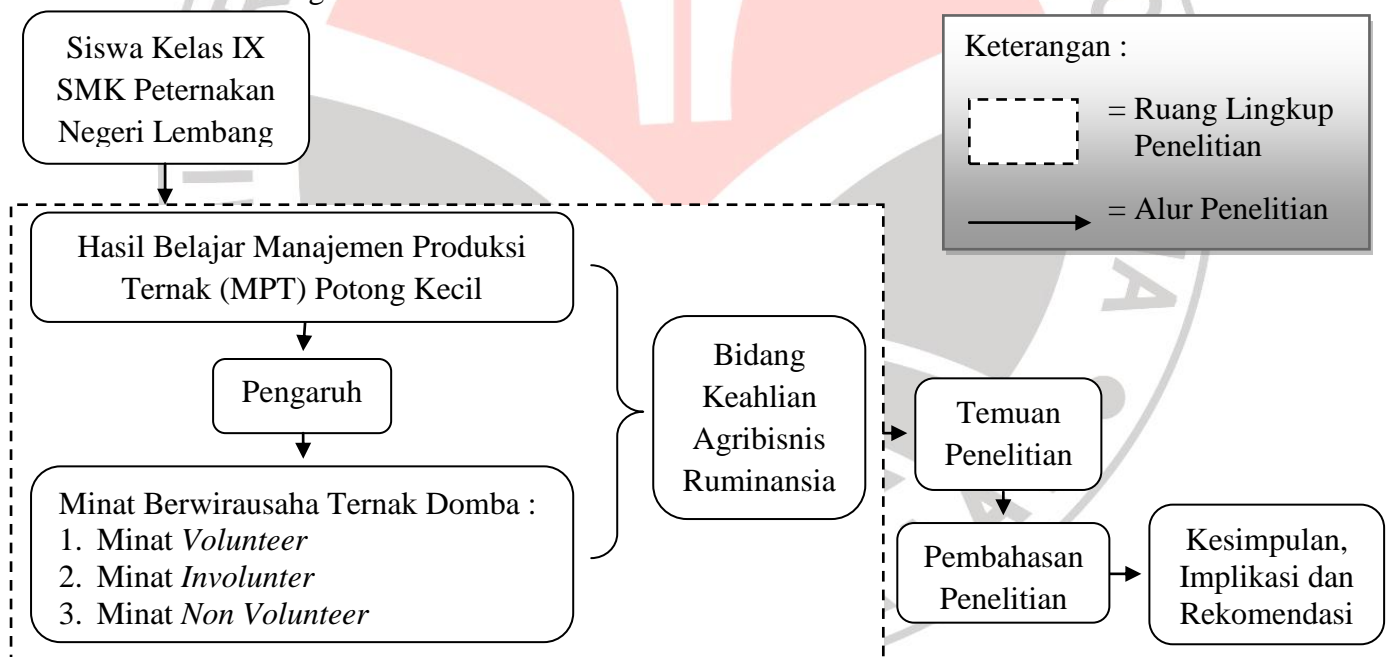 Siswa Kelas IX
SMK Peternakan
Negeri Lembang
Keterangan :
= Ruang Lingkup
Penelitian
= Alur Penelitian
Hasil Belajar Manajemen Produksi
Ternak (MPT) Potong Kecil
Pengaruh
Minat Berwirausaha Ternak Domba :
1. Minat Volunteer
2. Minat Involunter
3. Minat Non Volunteer
Bidang
Keahlian
Agribisnis
Ruminansia
Temuan
Penelitian
Pembahasan
Penelitian
Kesimpulan,
Implikasi dan
Rekomendasi